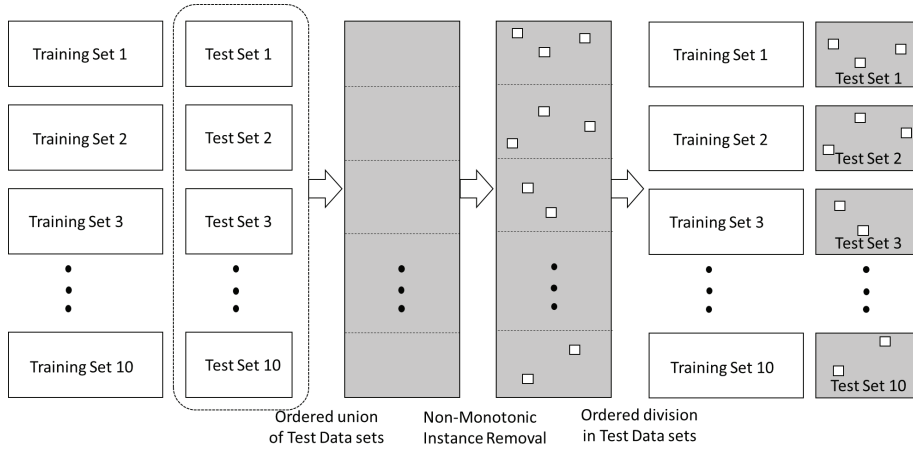 Training Set 1
Test Set 1
Training Set 1
Test Set 1
Training Set 2
Test Set 2
Training Set 2
Test Set 2
Training Set 3
Test Set 3
Training Set 3
Test Set 3
Training Set 10
Test Set 10
Training Set 10
Test Set 10
Ordered union
of Test Data sets
Non-Monotonic
Instance Removal
Ordered division
in Test Data sets